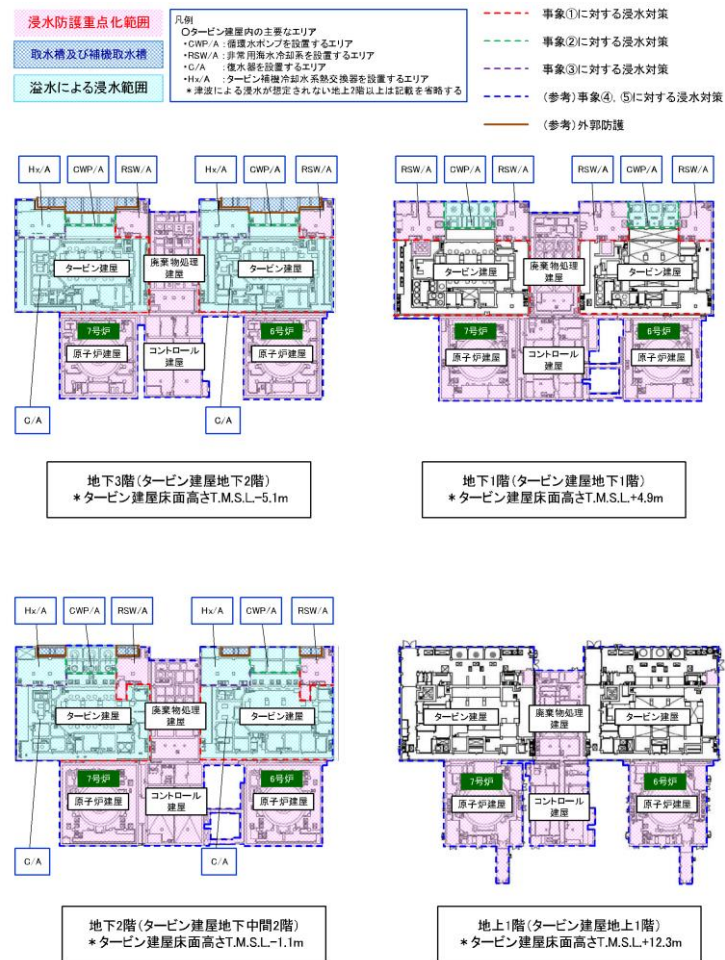 浸水防護重点化範囲
取水槽及び補機取水槽
溢水による浸水範囲
凡例
○タービン建屋内の主要なエリア
・CWP/A:循環水ポンプを設置するエリア
・RSW/A:非常用海水冷却系を設置するエリア
・C/A :復水器を設置するエリア
・Hx/A :タービン補機冷却水系熱交換器を設置するエリア
*津波による浸水が想定されない地上2階以上は記載を省略する
事象①に対する浸水対策
事象②に対する浸水対策
事象③に対する浸水対策
(参考)事象④、⑤に対する浸水対策
(参考)外郭防護
Hx/A CWP/A RSW/A Hx/A CWP/A RSW/A
タービン建屋 廃棄物処理建屋 タービン建屋
7号炉 6号炉
原子炉建屋 コントロール建屋 原子炉建屋
C/A C/A
地下3階(タービン建屋地下2階)
*タービン建屋床面高さT.M.S.L.−5.1m
RSW/A CWP/A RSW/A RSW/A CWP/A RSW/A
タービン建屋 廃棄物処理建屋 タービン建屋
7号炉 6号炉
原子炉建屋 コントロール建屋 原子炉建屋
地下1階(タービン建屋地下1階)
*タービン建屋床面高さT.M.S.L.+4.9m
Hx/A CWP/A RSW/A Hx/A CWP/A RSW/A
タービン建屋 廃棄物処理建屋 タービン建屋
7号炉 6号炉
原子炉建屋 コントロール建屋 原子炉建屋
C/A C/A
地下2階(タービン建屋地下中間2階)
*タービン建屋床面高さT.M.S.L.−1.1m
タービン建屋 廃棄物処理建屋 タービン建屋
7号炉 6号炉
原子炉建屋 コントロール建屋 原子炉建屋
地上1階(タービン建屋地上1階)
*タービン建屋床面高さT.M.S.L.+12.3m